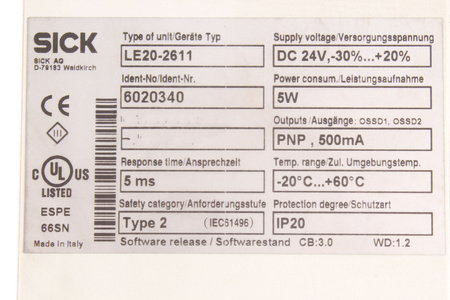 SICK
SICK AG
D-79183 Waldkirch
Type of unit/Geräte Typ
LE20-2611
Supply voltage/Versorgungsspannung
DC 24V,-30%...+20%
Ident-No/Ident-Nr.
6020340
Power consum./Leistungsaufnahme
5W
CE
III
-
Outputs/Ausgänge: OSSD1, OSSD2
PNP, 500mA
C UL US
LISTED
ESPE
66SN
Made in Italy
Response time/Ansprechzeit
5 ms
Temp. range/Zul. Umgebungstemp.
-20°C...+60°C
Safety category/Anforderungsstufe
Type 2 (IEC61496)
Protection degree/Schutzart
IP20
Software release / Softwarestand CB:3.0 WD:1.2